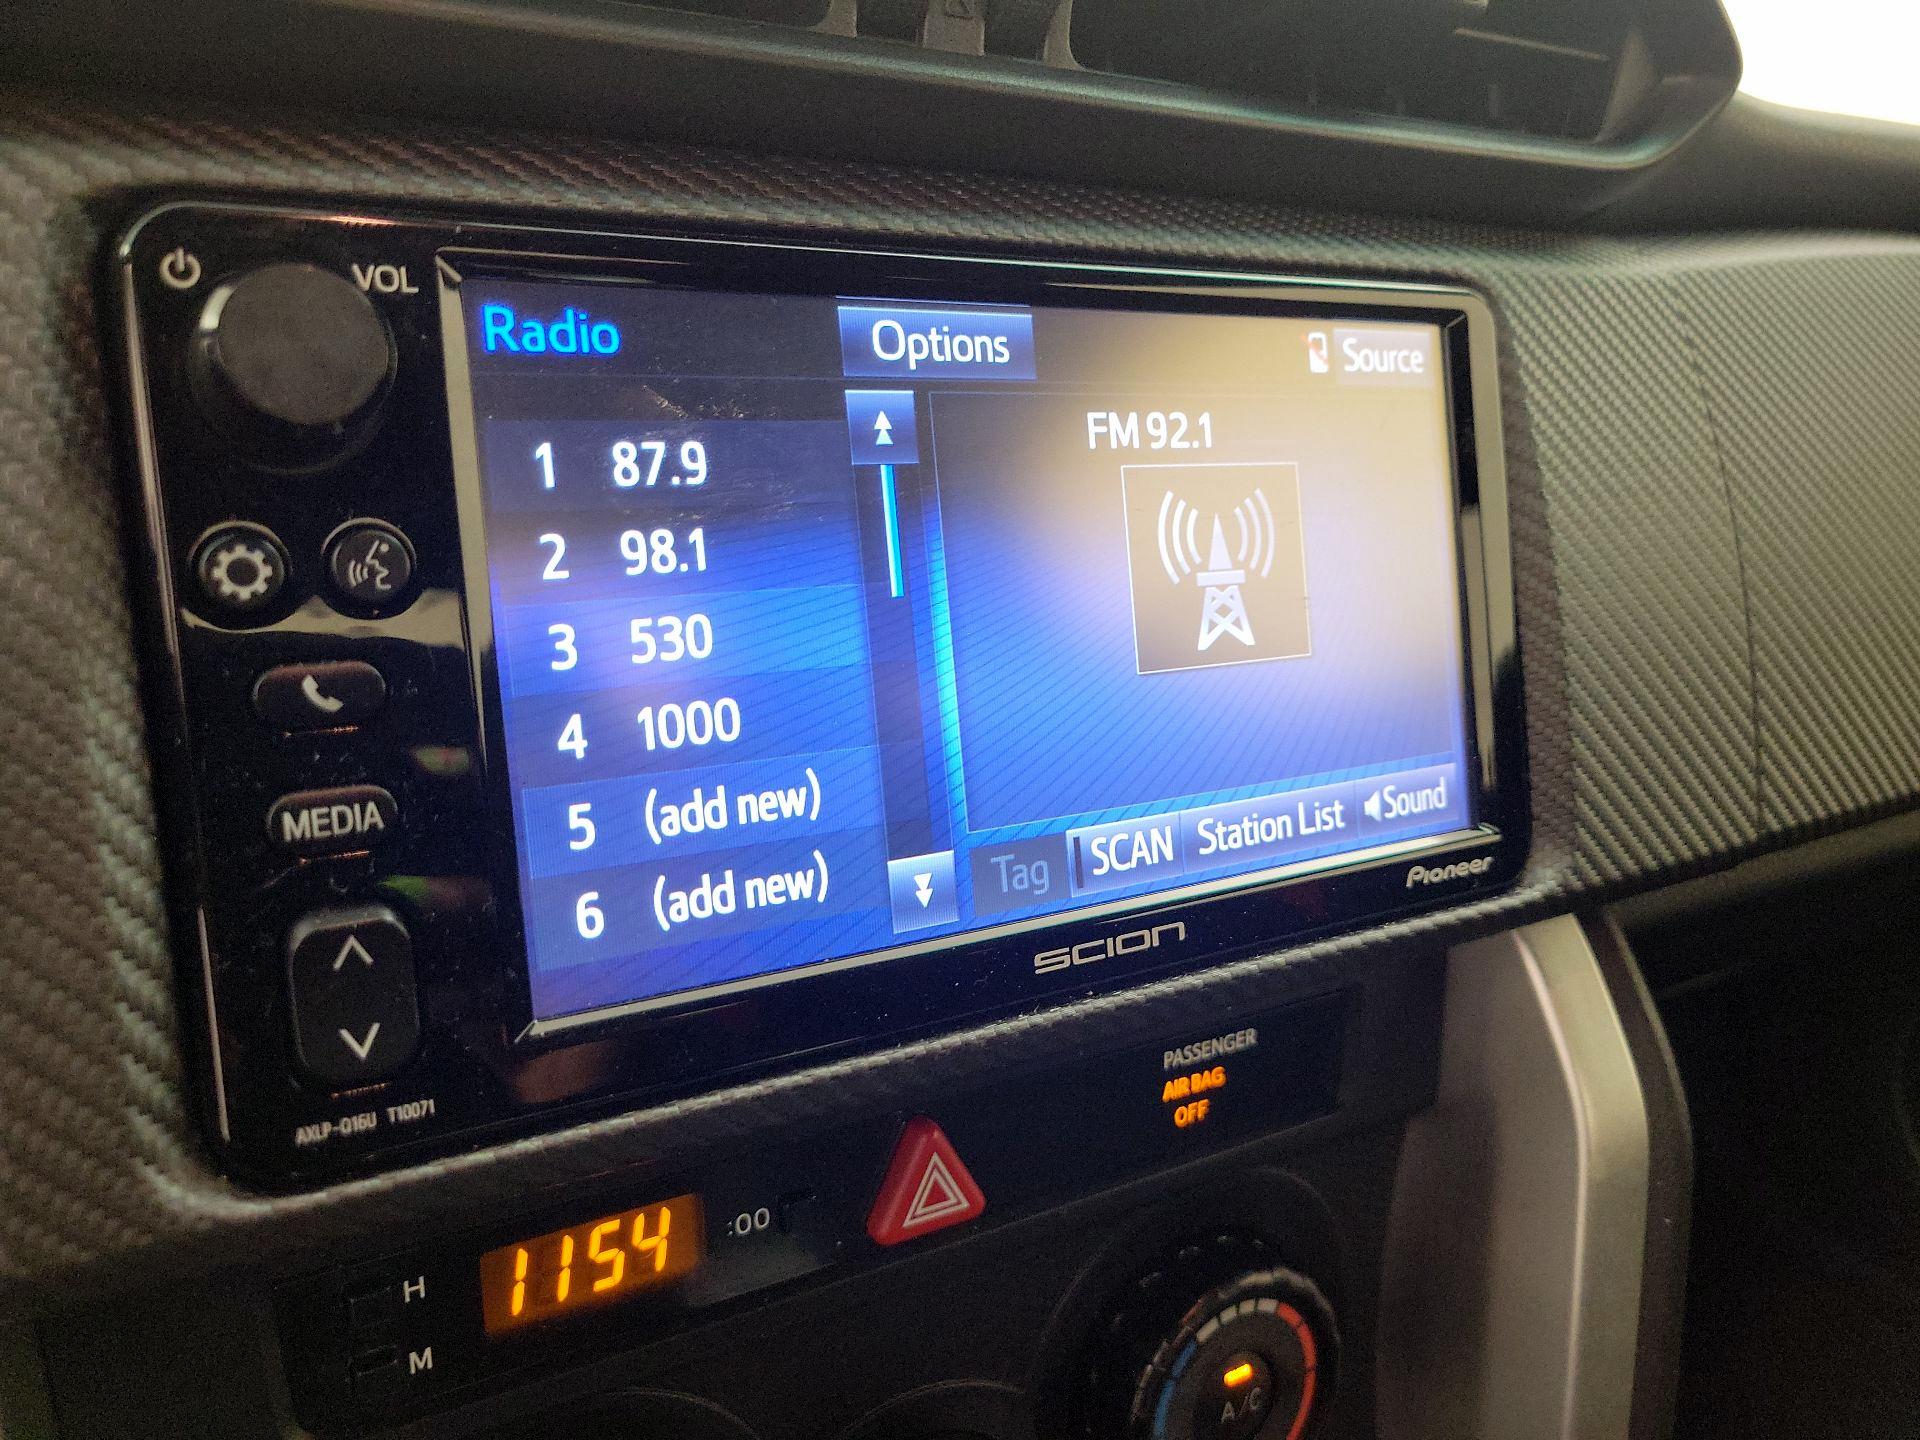 VOL
Radio
Options
Source
1 87.9
2 98.1
3 530
4 1000
5 (add new)
6 (add new)
FM 92.1
Tag
SCAN
Station List
Sound
MEDIA
Pioneer
SCION
AXLP-016U T10071
PASSENGER
AIR BAG
OFF
H
M
1154
:00
A/C